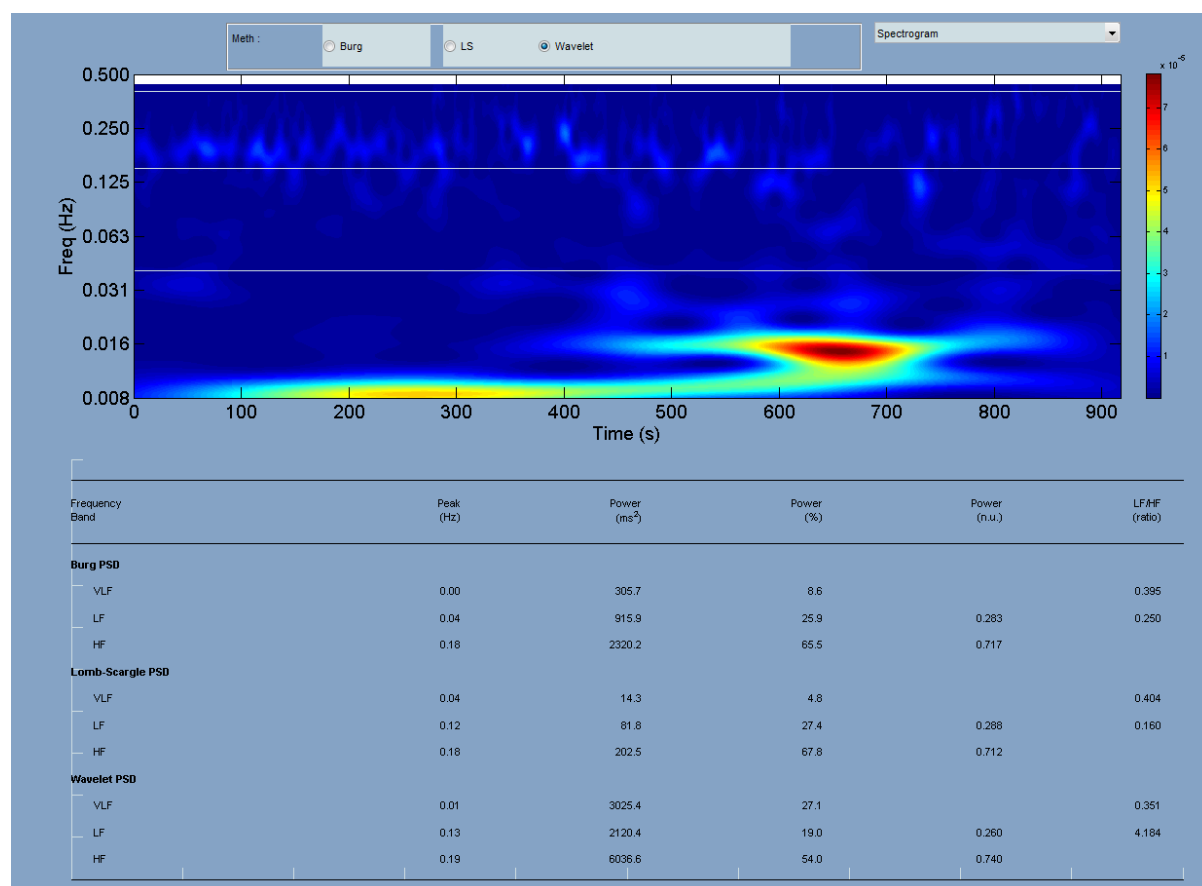 Meth :
Burg
LS
Wavelet
Spectrogram
x 10⁻⁵
0.500
0.250
0.125
0.063
0.031
0.016
0.008
Freq (Hz)
0 100 200 300 400 500 600 700 800 900
Time (s)
7
6
5
4
3
2
1
Frequency Peak Power Power Power LF/HF
Band (Hz) (ms²) (%) (n.u.) (ratio)
Burg PSD
VLF 0.00 305.7 8.6 0.395
LF 0.04 915.9 25.9 0.283 0.250
HF 0.18 2320.2 65.5 0.717
Lomb-Scargle PSD
VLF 0.04 14.3 4.8 0.404
LF 0.12 81.8 27.4 0.288 0.160
HF 0.18 202.5 67.8 0.712
Wavelet PSD
VLF 0.01 3025.4 27.1 0.351
LF 0.13 2120.4 19.0 0.260 4.184
HF 0.19 6036.6 54.0 0.740